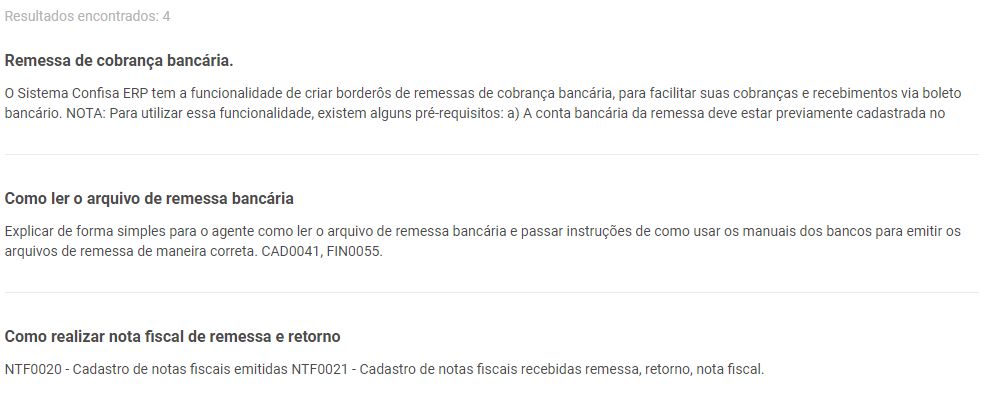 Resultados encontrados: 4
Remessa de cobrança bancária.
O Sistema Confisa ERP tem a funcionalidade de criar borderôs de remessas de cobrança bancária, para facilitar suas cobranças e recebimentos via boleto
bancário. NOTA: Para utilizar essa funcionalidade, existem alguns pré-requisitos: a) A conta bancária da remessa deve estar previamente cadastrada no
Como ler o arquivo de remessa bancária
Explicar de forma simples para o agente como ler o arquivo de remessa bancária e passar instruções de como usar os manuais dos bancos para emitir os
arquivos de remessa de maneira correta. CAD0041, FIN0055.
Como realizar nota fiscal de remessa e retorno
NTF0020 - Cadastro de notas fiscais emitidas NTF0021 - Cadastro de notas fiscais recebidas remessa, retorno, nota fiscal.